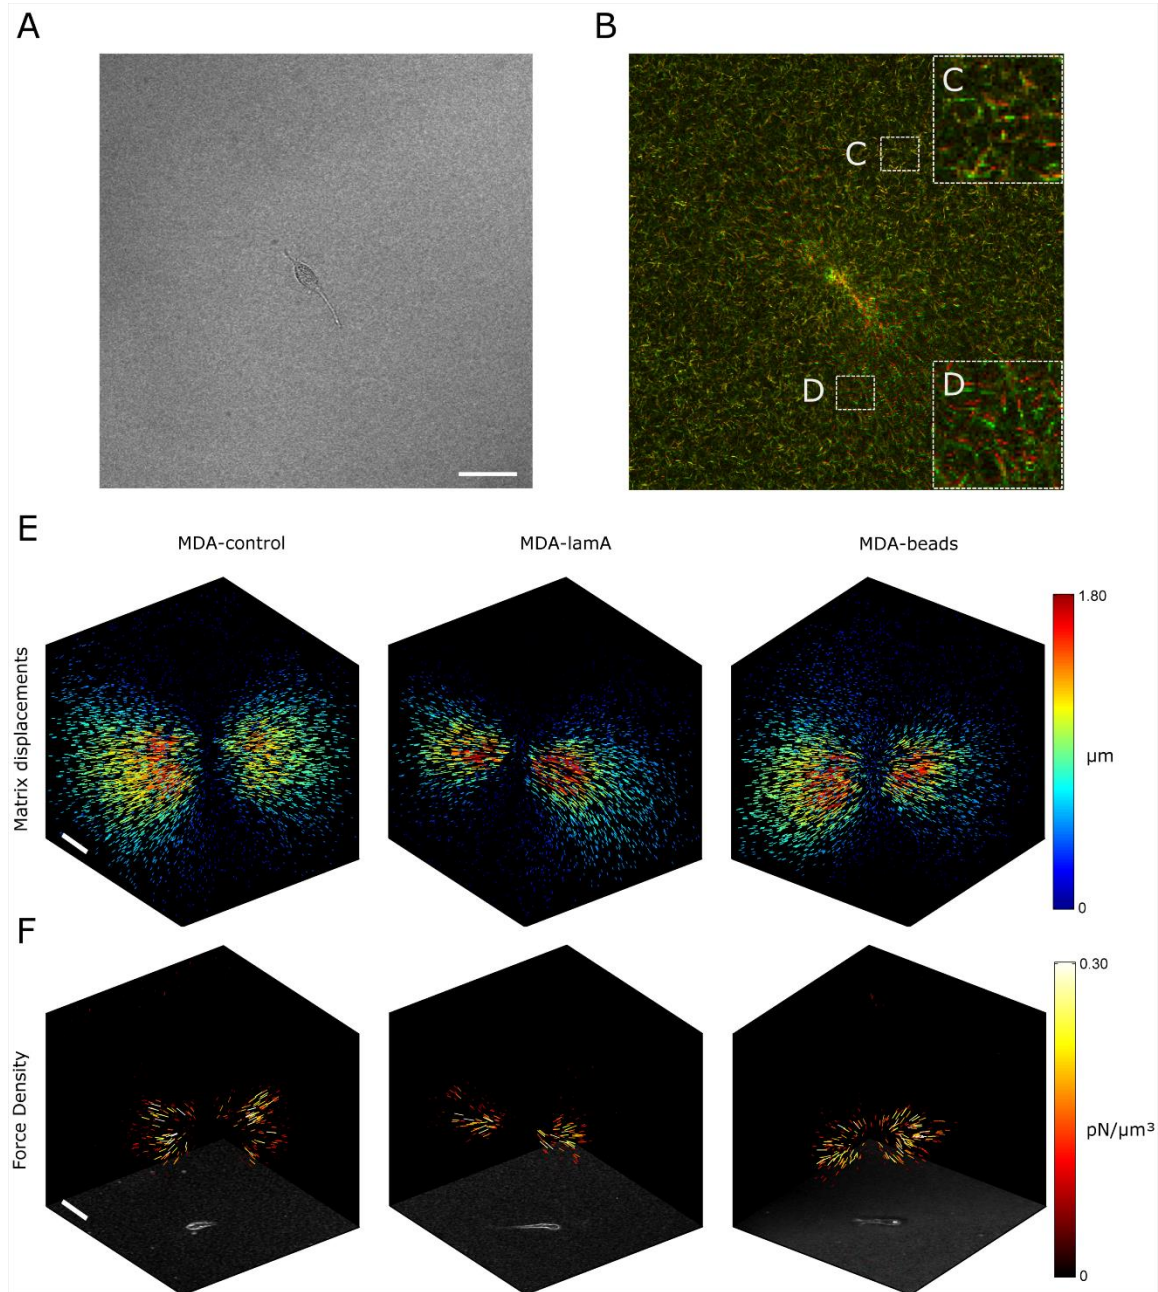 A
B
C
C
D
D
E
MDA-control
MDA-lamA
MDA-beads
Matrix displacements
1.80
µm
0
F
Force Density
0.30
pN/µm³
0